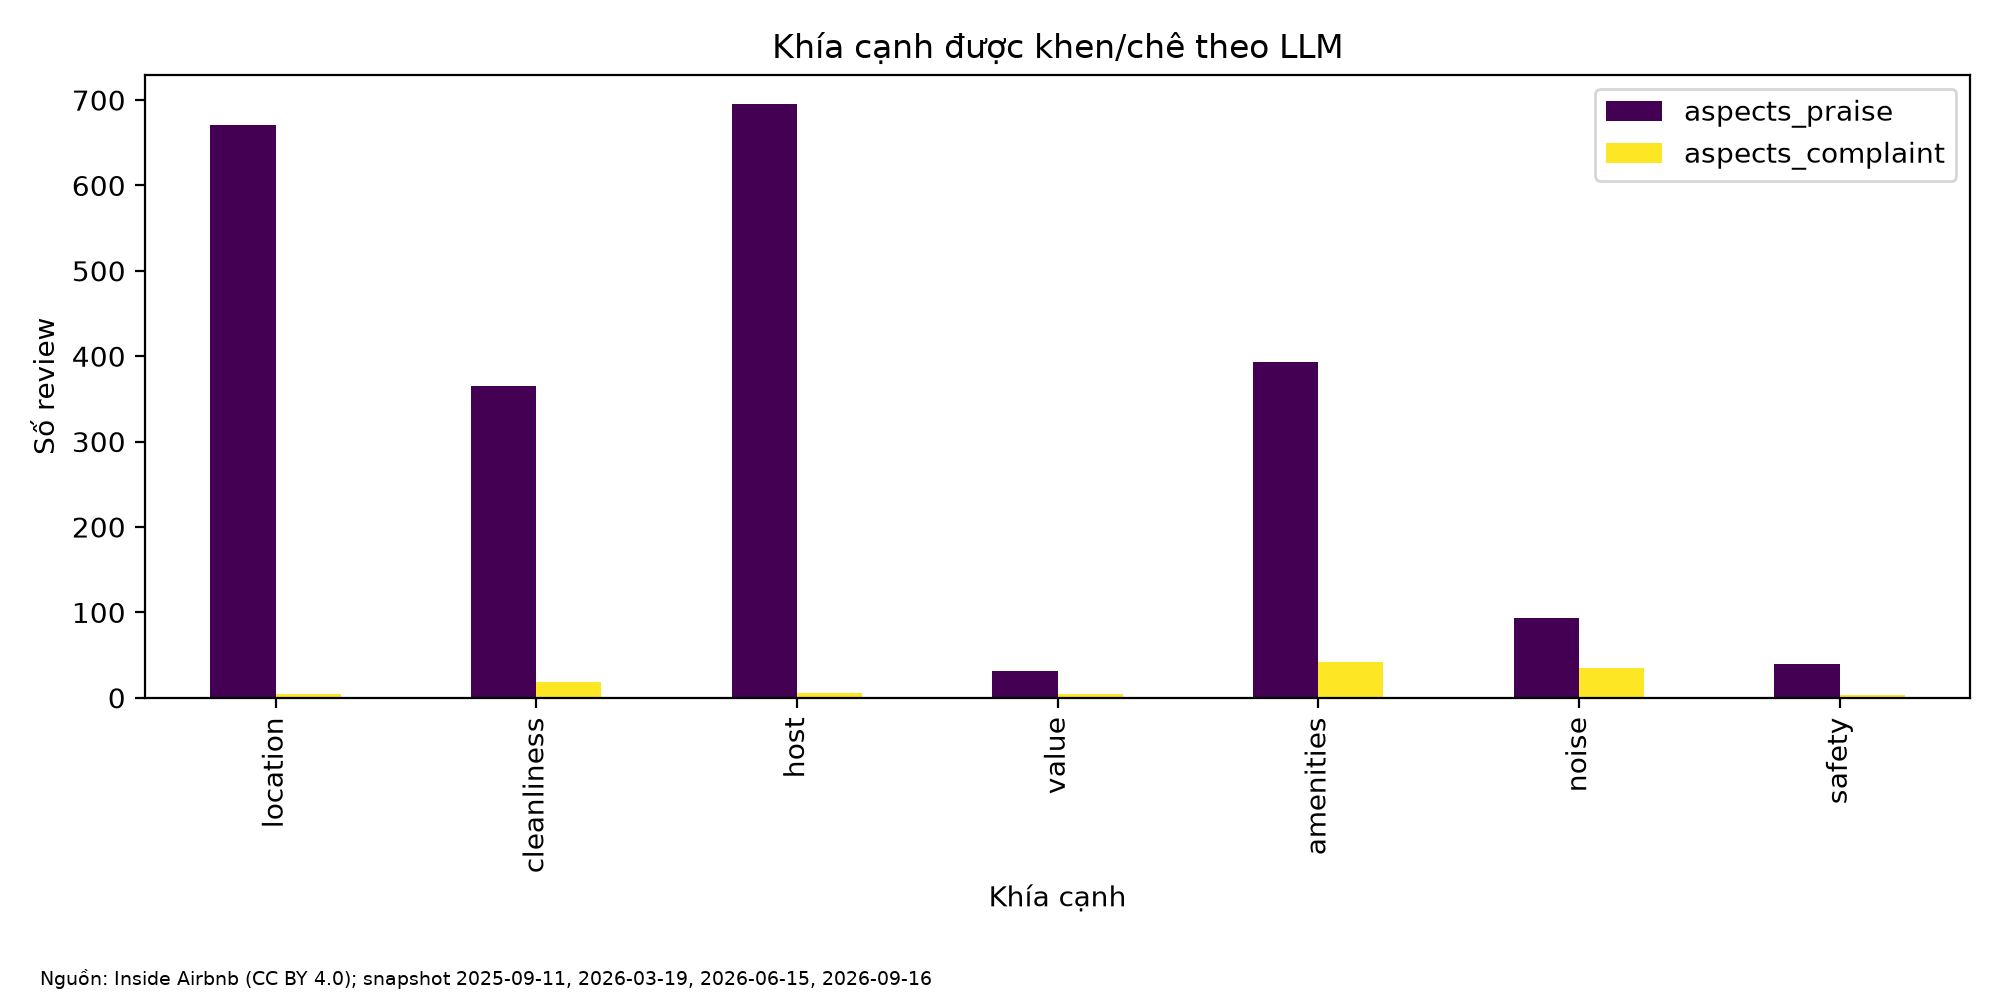 Khía cạnh được khen/chê theo LLM
aspects_praise
aspects_complaint
Số review
700
600
500
400
300
200
100
0
location
cleanliness
host
value
amenities
noise
safety
Khía cạnh
Nguồn: Inside Airbnb (CC BY 4.0); snapshot 2025-09-11, 2026-03-19, 2026-06-15, 2026-09-16